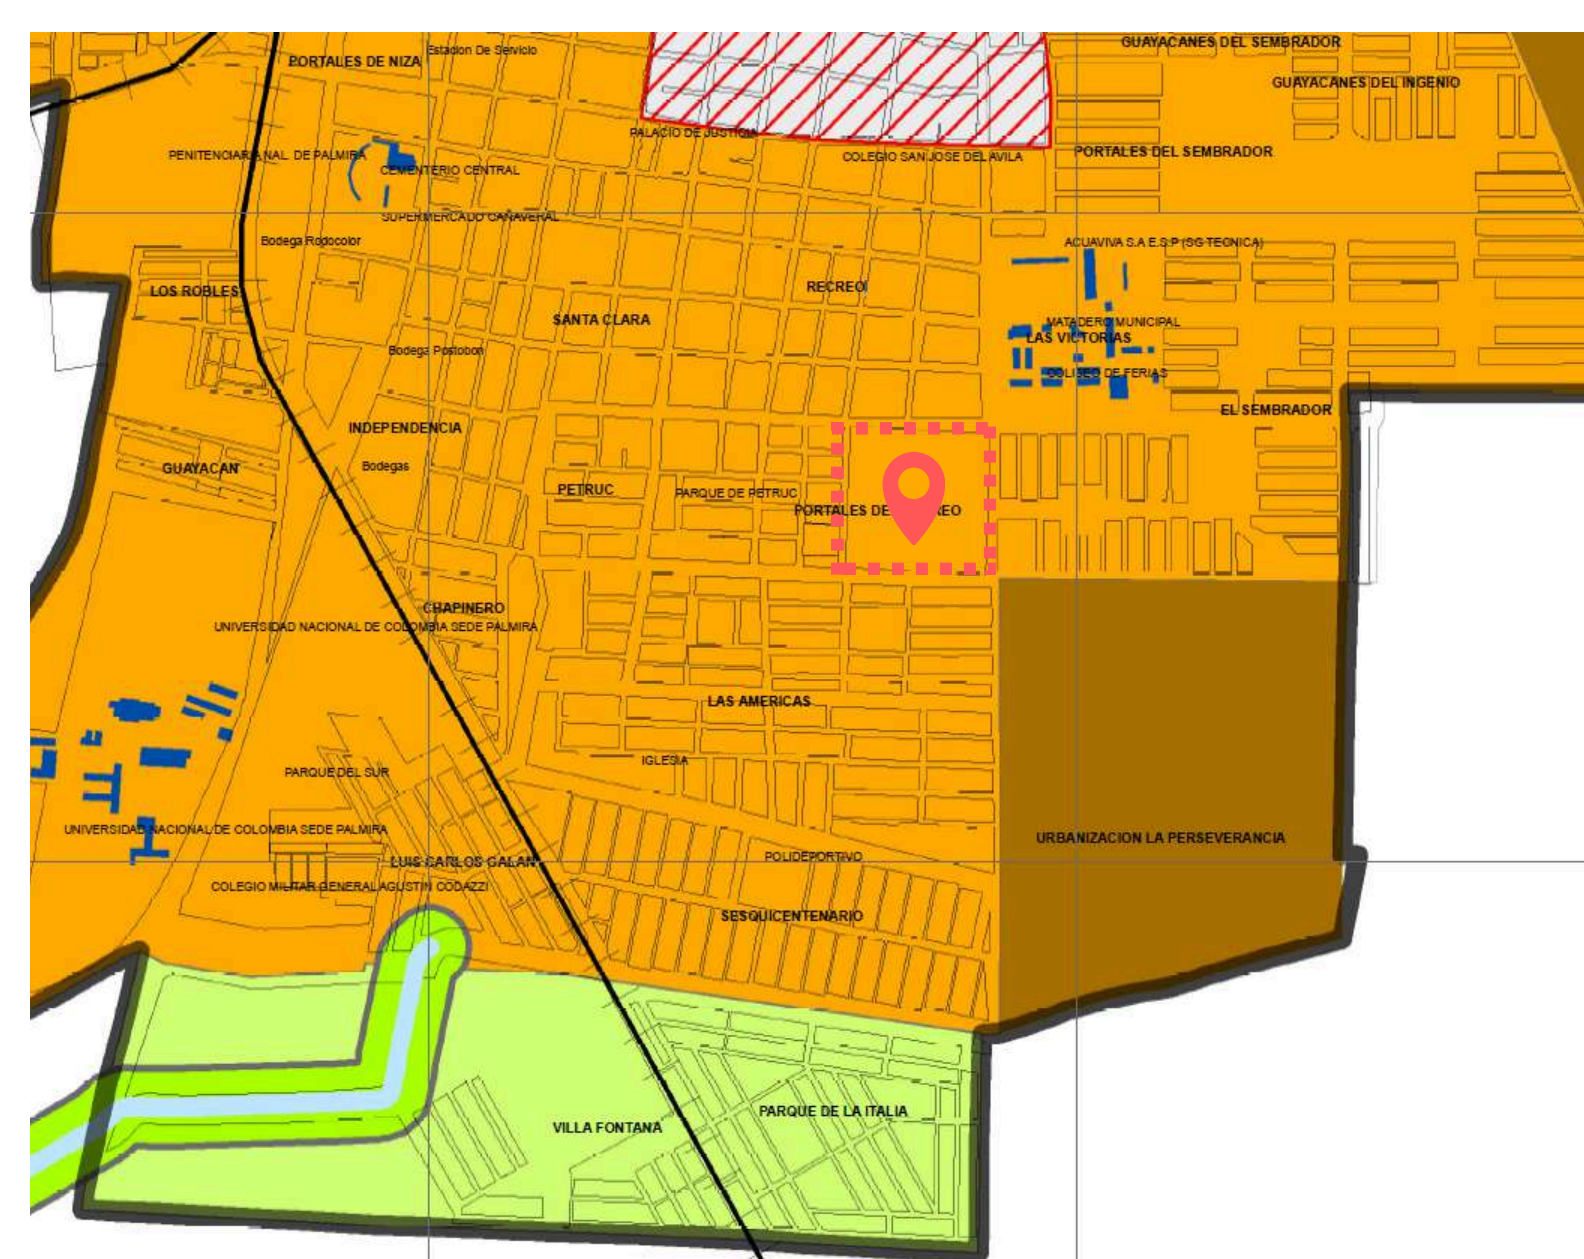 GUAYACANES DEL SEMBRADOR
Estacion De Servicio
PORTALES DE NIZA
GUAYACANES DEL INGENIO
PALACIO DE JUSTICIA
PENITENCIARIA NAL. DE PALMIRA
COLEGIO SAN JOSE DEL AVILA
PORTALES DEL SEMBRADOR
CEMENTERIO CENTRAL
SUPERMERCADO CAÑAVERAL
Bodega Rodocolor
ACUAVIVA S.A E.S.P (SG TECNICA)
LOS ROBLES
RECREO
SANTA CLARA
MATADERO MUNICIPAL
LAS VICTORIAS
Bodega Postobon
COLISEO DE FERIAS
EL SEMBRADOR
INDEPENDENCIA
GUAYACAN
Bodegas
PETRUC
PARQUE DE PETRUC
PORTALES DE REO
CHAPINERO
UNIVERSIDAD NACIONAL DE COLOMBIA SEDE PALMIRA
LAS AMERICAS
IGLESIA
PARQUE DEL SUR
UNIVERSIDAD NACIONAL DE COLOMBIA SEDE PALMIRA
URBANIZACION LA PERSEVERANCIA
POLIDEPORTIVO
LUIS CARLOS GALAN
COLEGIO MILITAR GENERAL AGUSTIN CODAZZI
SESQUICENTENARIO
PARQUE DE LA ITALIA
VILLA FONTANA